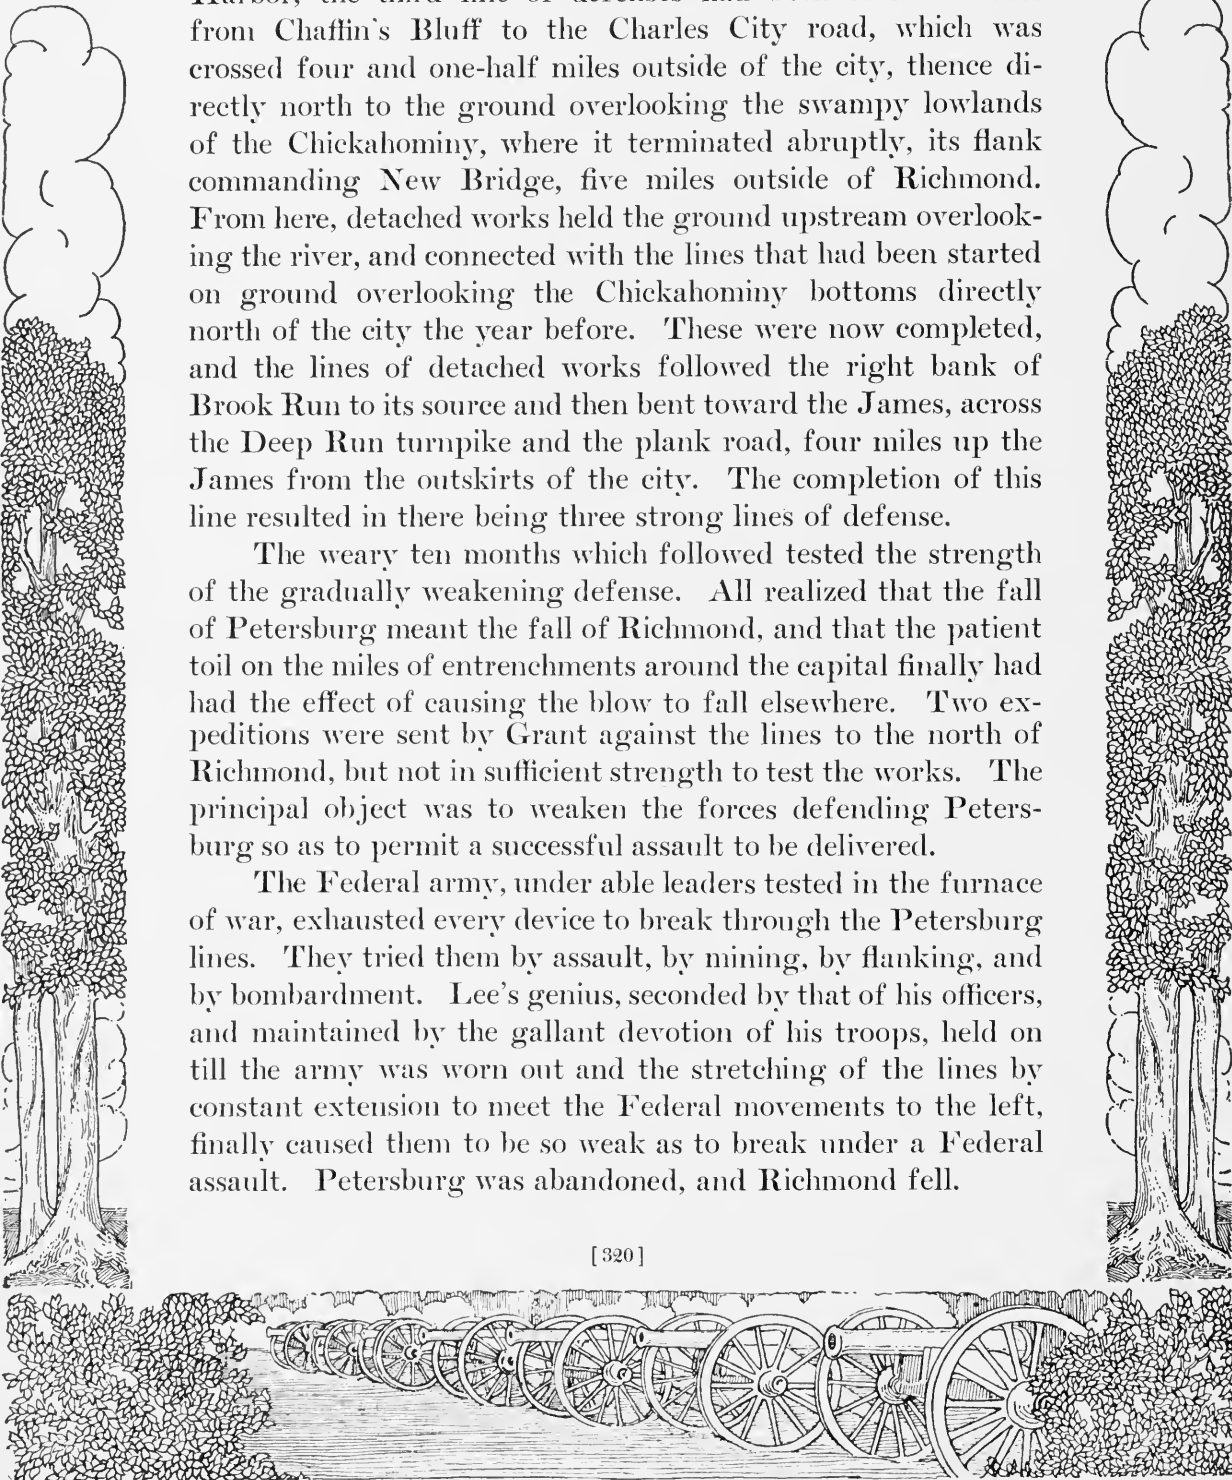 from Chaffin's Bluff to the Charles City road, which was
crossed four and one-half miles outside of the city, thence di-
rectly north to the ground overlooking the swampy lowlands
of the Chickahominy, where it terminated abruptly, its flank
commanding New Bridge, five miles outside of Richmond.
From here, detached works held the ground upstream overlook-
ing the river, and connected with the lines that had been started
on ground overlooking the Chickahominy bottoms directly
north of the city the year before. These were now completed,
and the lines of detached works followed the right bank of
Brook Run to its source and then bent toward the James, across
the Deep Run turnpike and the plank road, four miles up the
James from the outskirts of the city. The completion of this
line resulted in there being three strong lines of defense.
The weary ten months which followed tested the strength
of the gradually weakening defense. All realized that the fall
of Petersburg meant the fall of Richmond, and that the patient
toil on the miles of entrenchments around the capital finally had
had the effect of causing the blow to fall elsewhere. Two ex-
peditions were sent by Grant against the lines to the north of
Richmond, but not in sufficient strength to test the works. The
principal object was to weaken the forces defending Peters-
burg so as to permit a successful assault to be delivered.
The Federal army, under able leaders tested in the furnace
of war, exhausted every device to break through the Petersburg
lines. They tried them by assault, by mining, by flanking, and
by bombardment. Lee's genius, seconded by that of his officers,
and maintained by the gallant devotion of his troops, held on
till the army was worn out and the stretching of the lines by
constant extension to meet the Federal movements to the left,
finally caused them to be so weak as to break under a Federal
assault. Petersburg was abandoned, and Richmond fell.
[320]